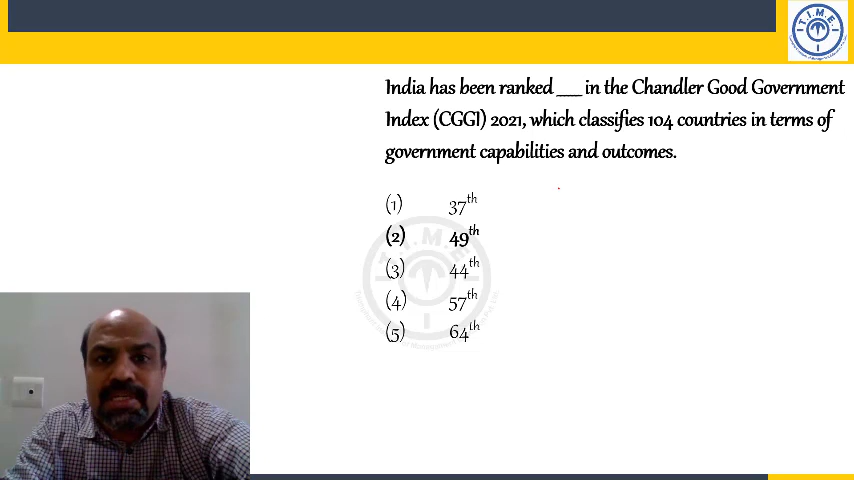 T.I.M.E.
India has been ranked ___ in the Chandler Good Government
Index (CGGI) 2021, which classifies 104 countries in terms of
government capabilities and outcomes.
(1) 37th
(2) 49th
(3) 44th
(4) 57th
(5) 64th
T.I.M.E.